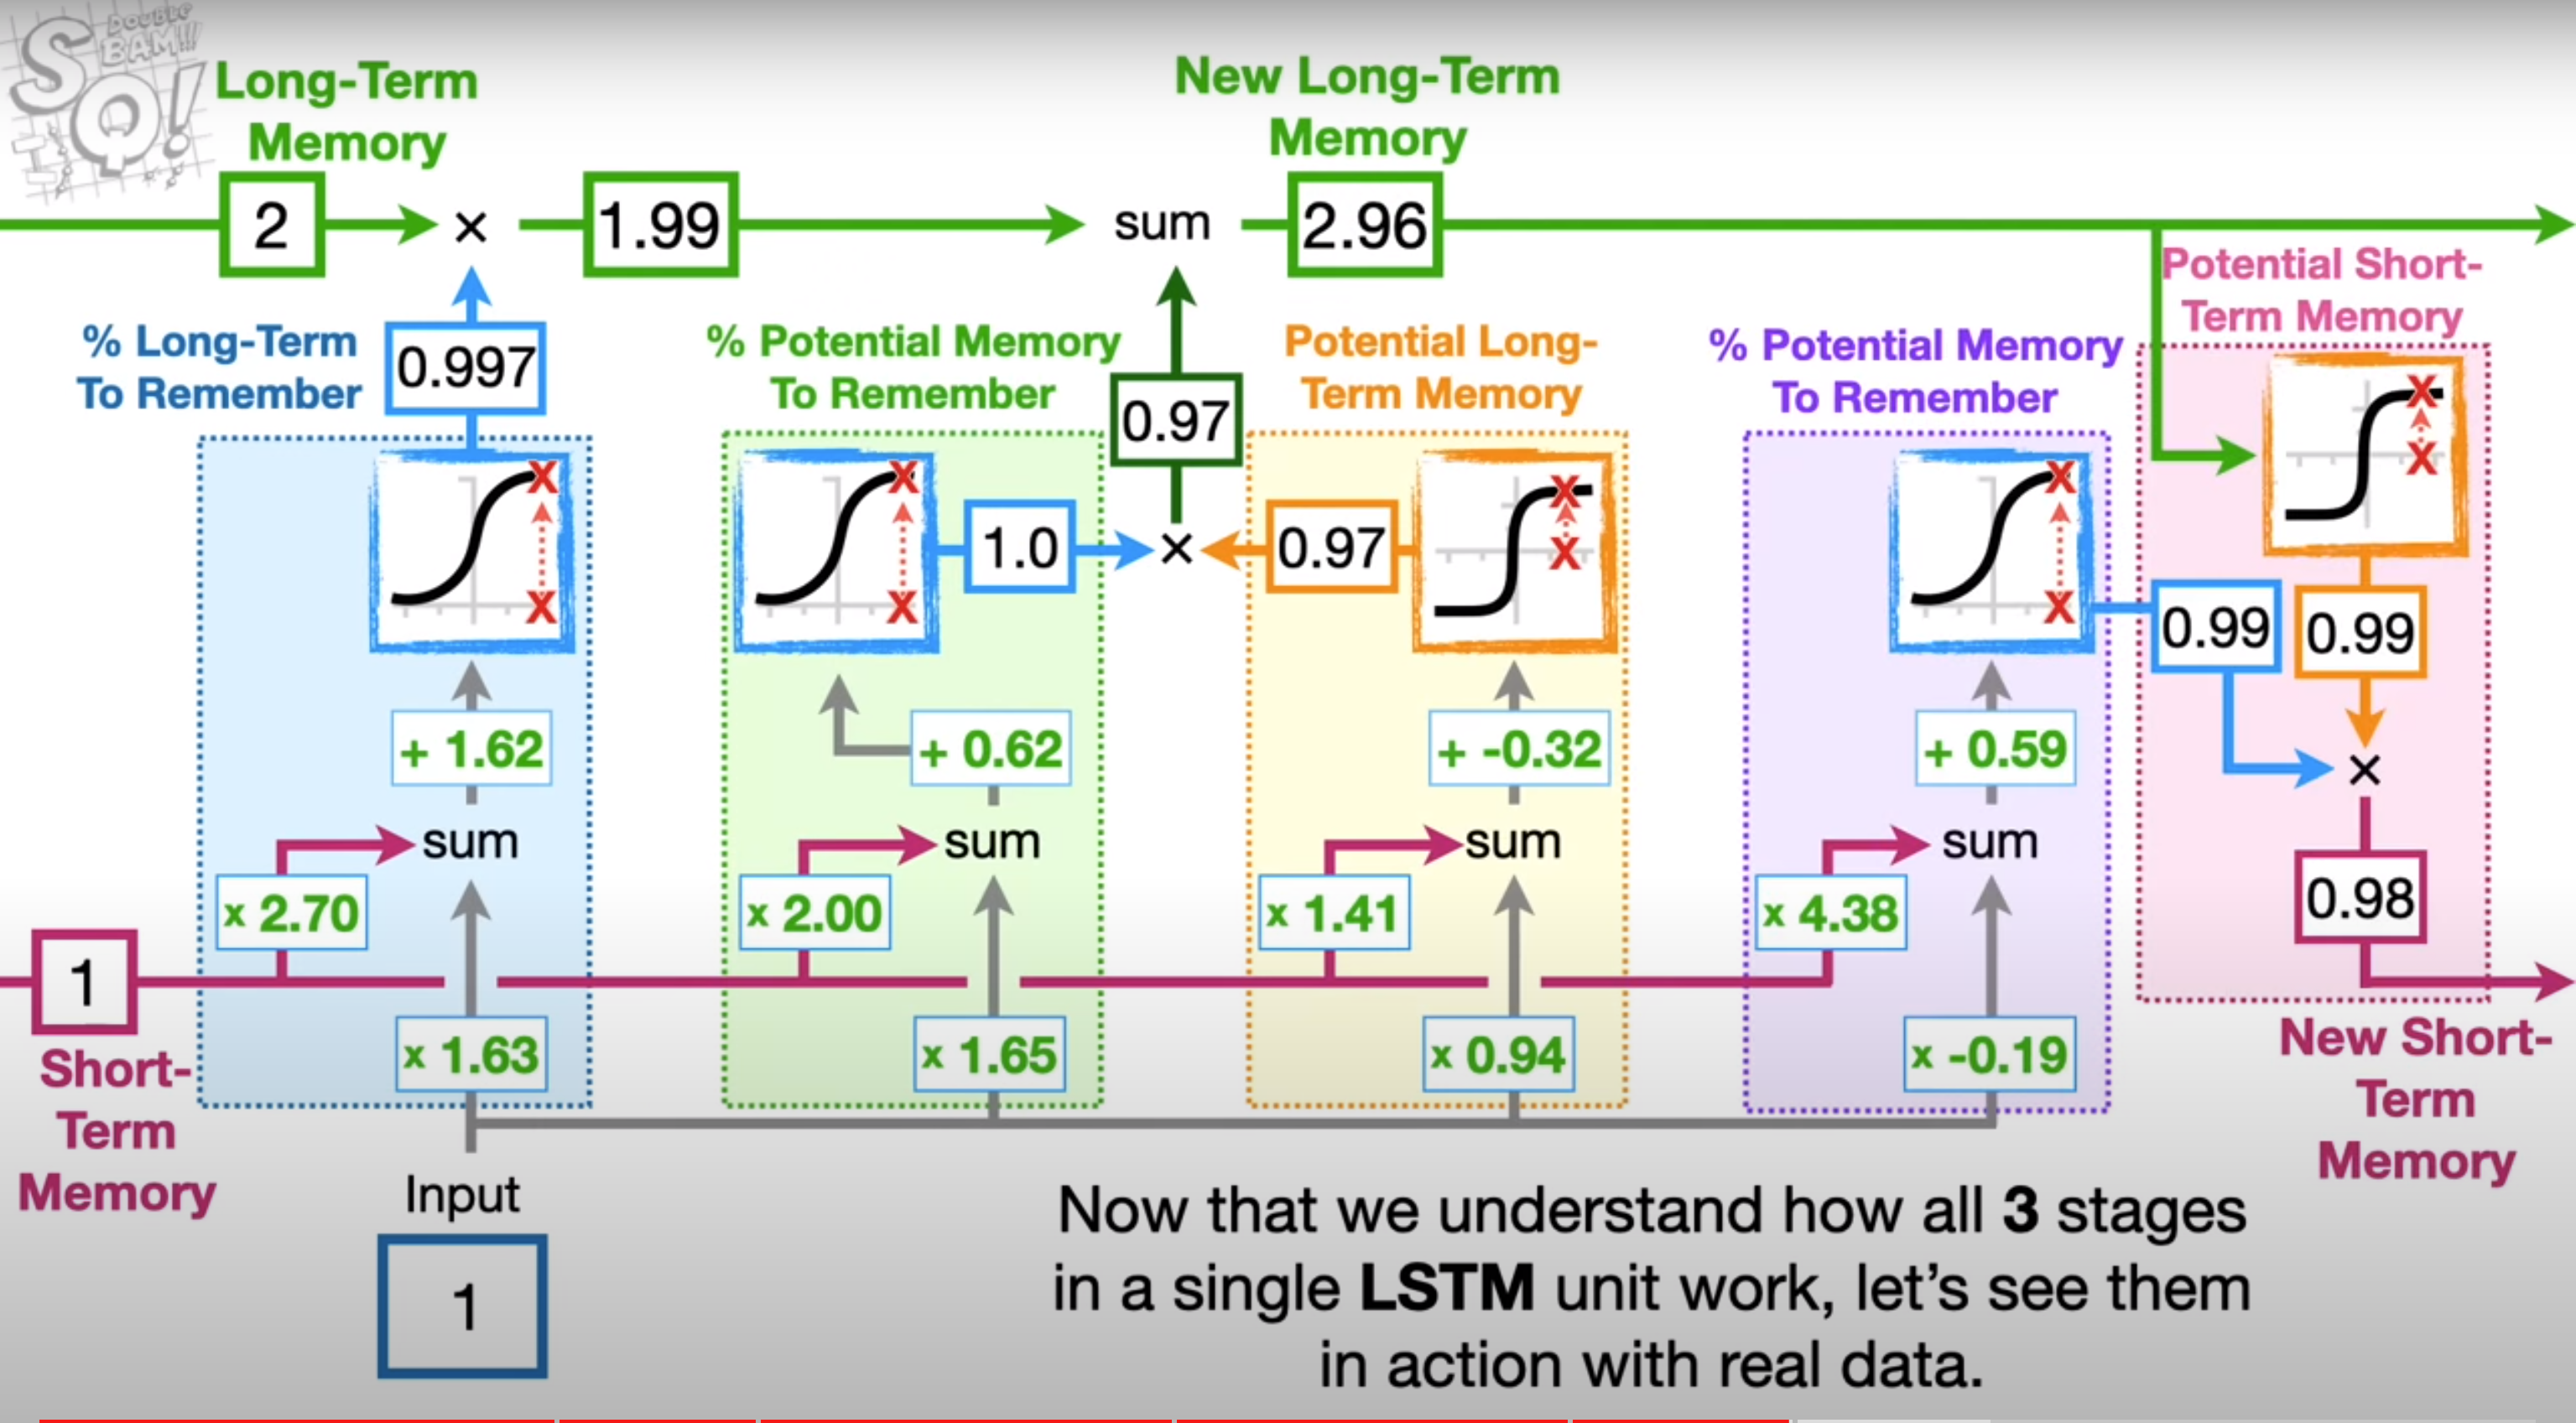 DOUBLE
BAM!!!
SQ!
Long-Term
Memory
New Long-Term
Memory
2
×
1.99
sum
2.96
Potential Short-
Term Memory
% Long-Term
To Remember
0.997
% Potential Memory
To Remember
0.97
Potential Long-
Term Memory
% Potential Memory
To Remember
1.0
×
0.97
0.99
0.99
+ 1.62
+ 0.62
+ -0.32
+ 0.59
×
sum
sum
sum
sum
x 2.70
x 2.00
x 1.41
x 4.38
0.98
1
Short-
Term
Memory
x 1.63
x 1.65
x 0.94
x -0.19
New Short-
Term
Memory
Input
1
Now that we understand how all 3 stages
in a single LSTM unit work, let's see them
in action with real data.